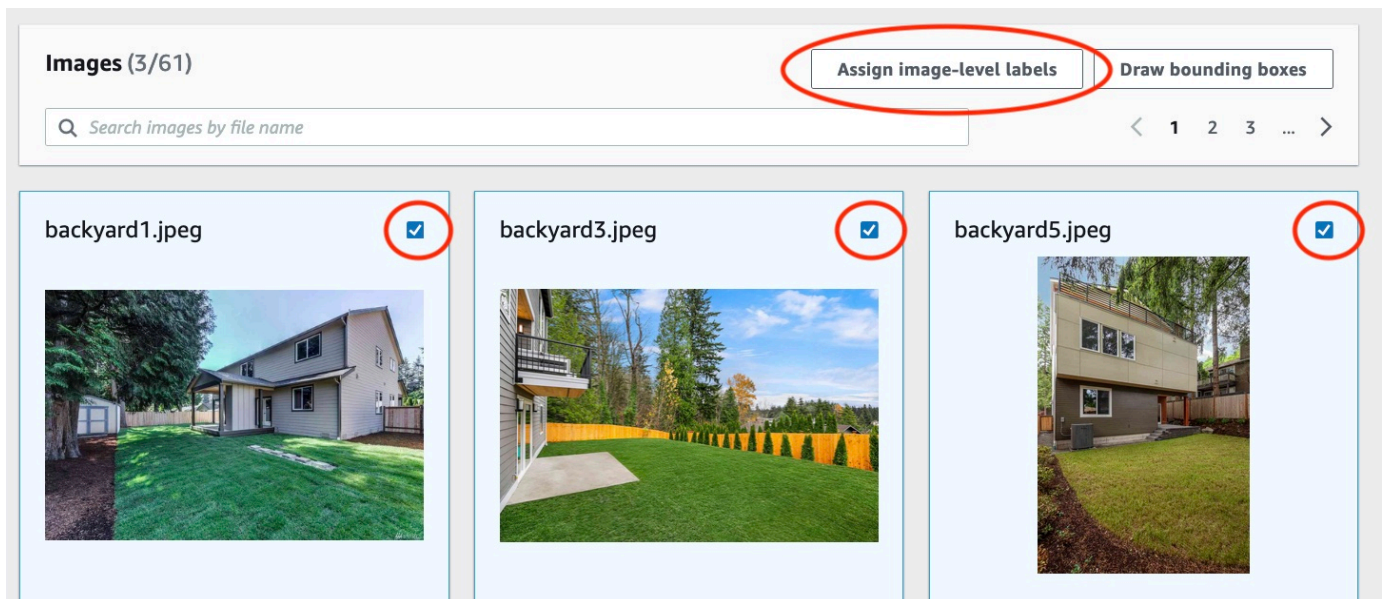 Images (3/61)
Assign image-level labels
Draw bounding boxes
Search images by file name
1 2 3 ...
backyard1.jpeg
backyard3.jpeg
backyard5.jpeg